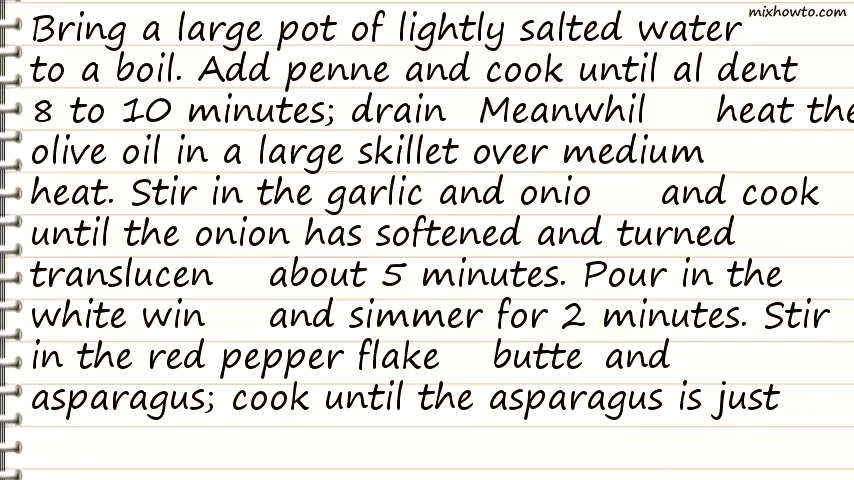 mixhowto.com
Bring a large pot of lightly salted water
to a boil. Add penne and cook until al dent
8 to 10 minutes; drain Meanwhil heat the
olive oil in a large skillet over medium
heat. Stir in the garlic and onio and cook
until the onion has softened and turned
translucen about 5 minutes. Pour in the
white win and simmer for 2 minutes. Stir
in the red pepper flake butte and
asparagus; cook until the asparagus is just